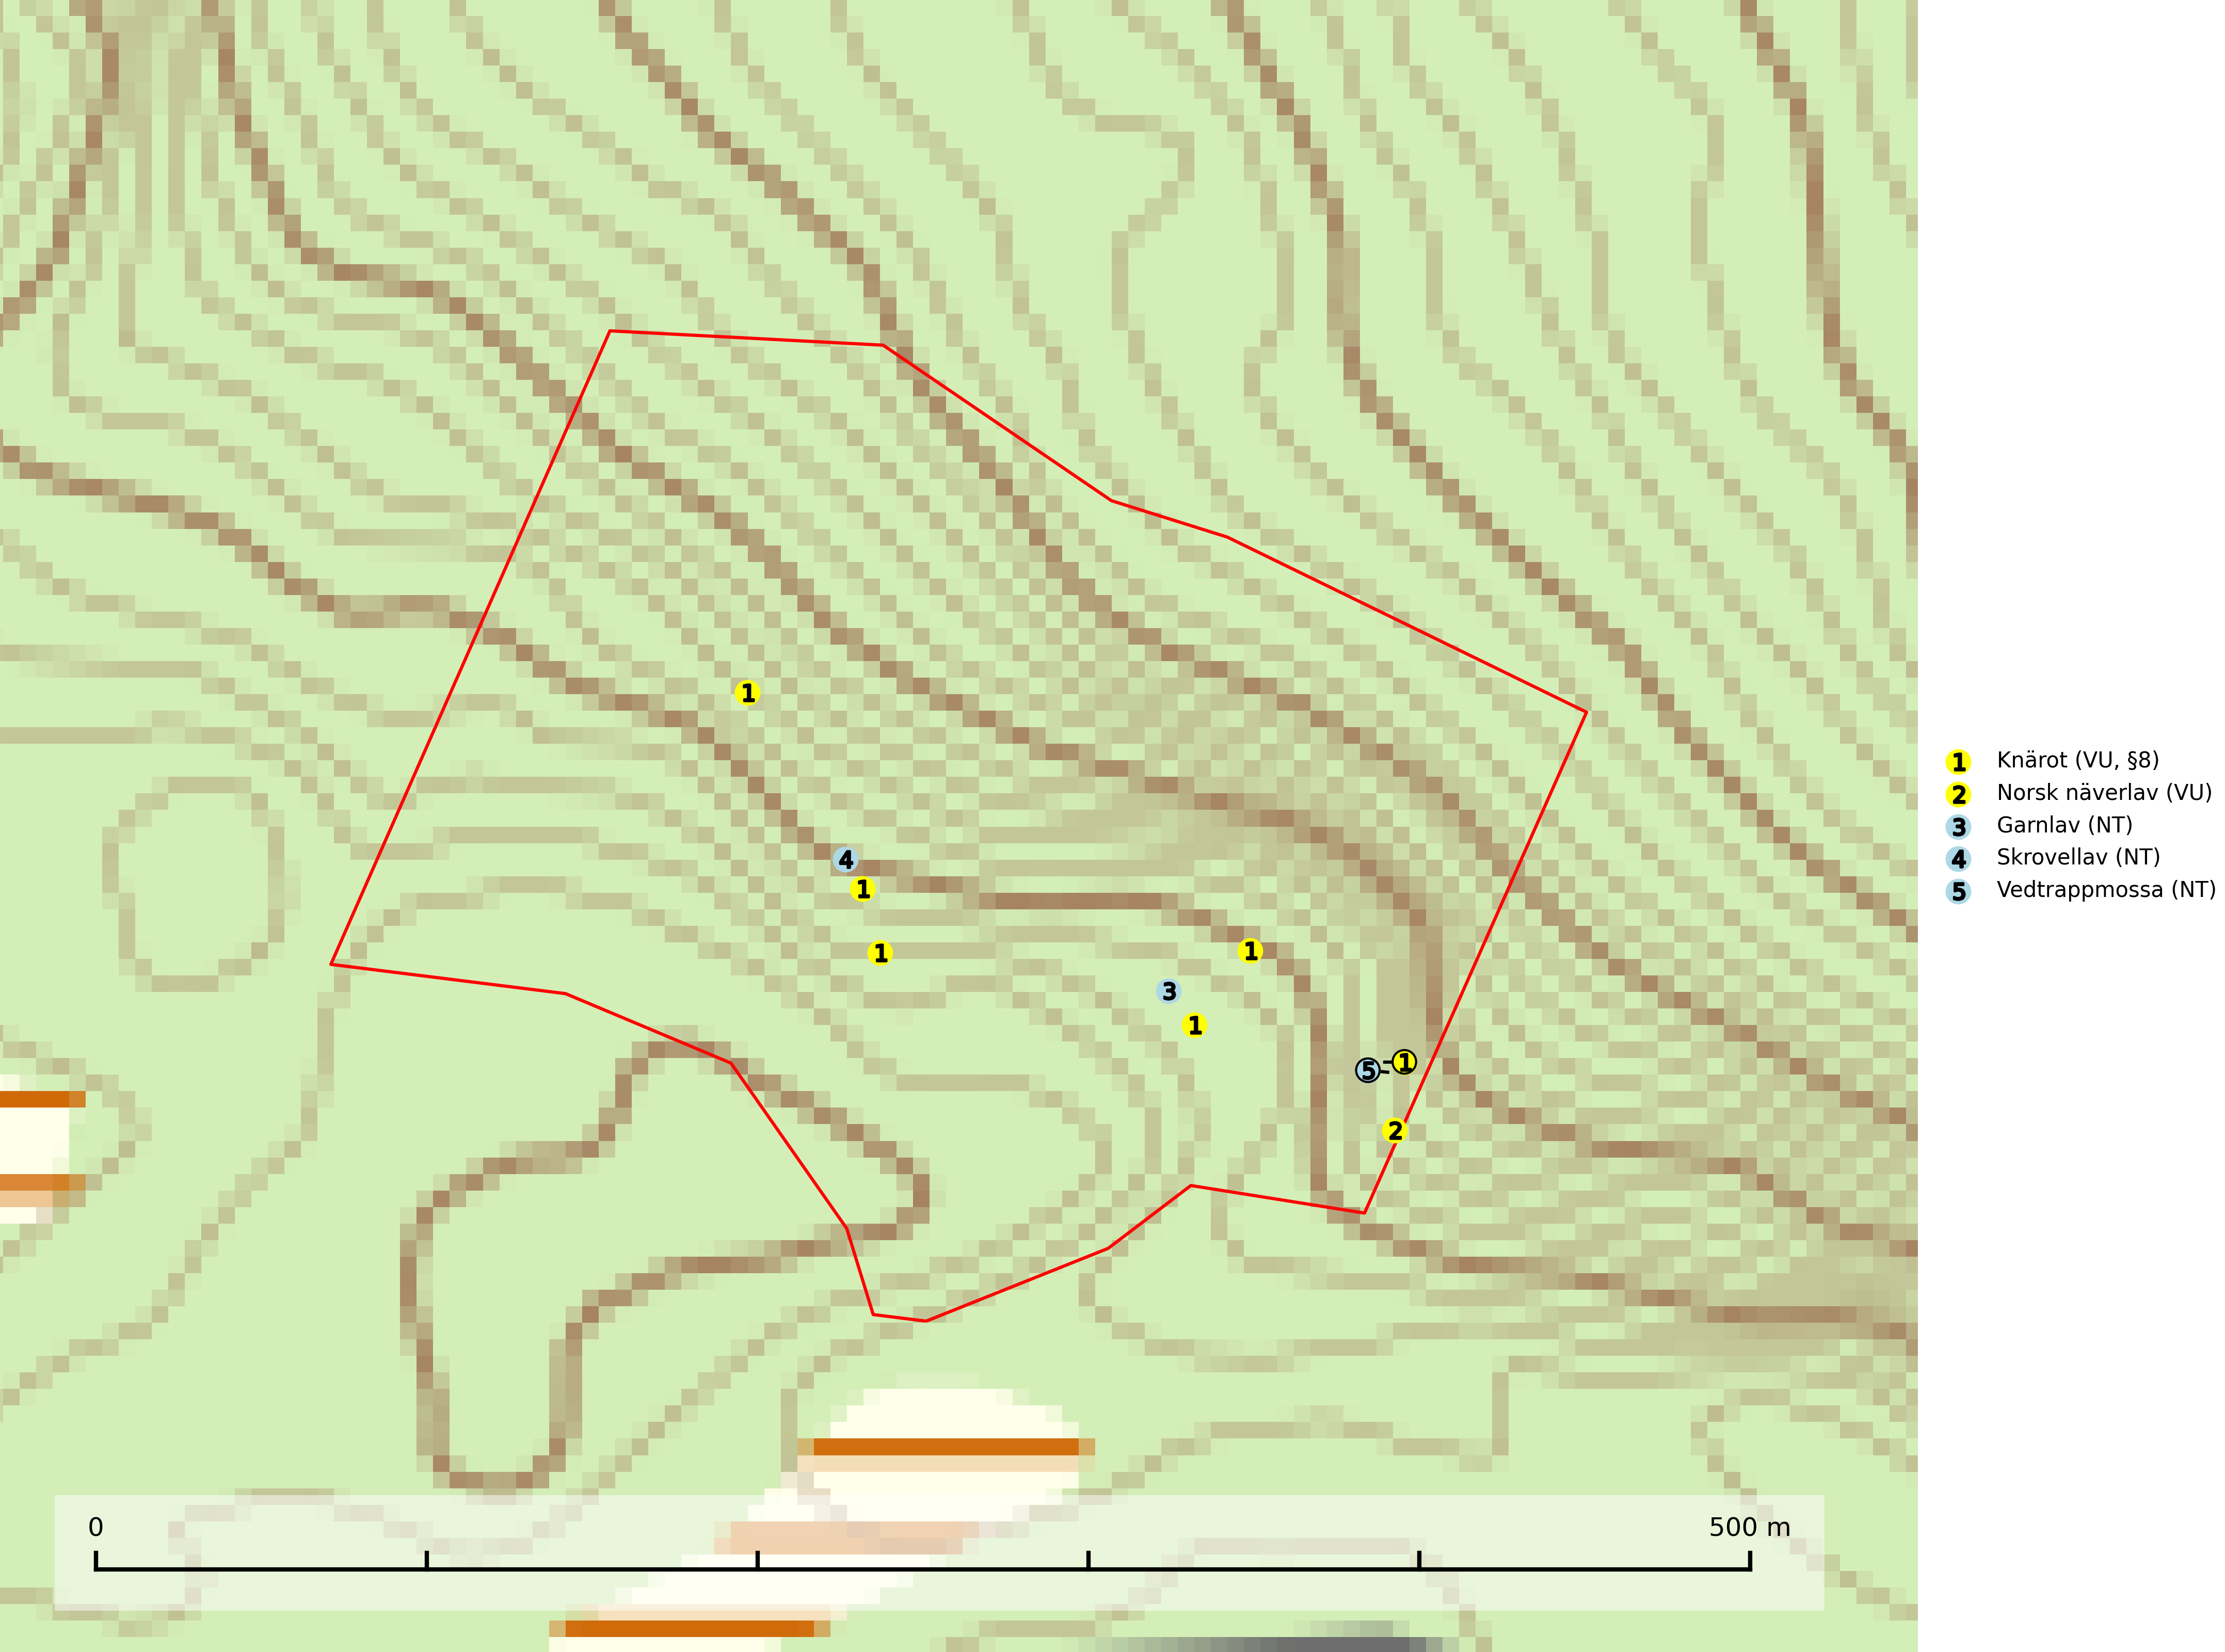 1
4
1
1
1
3
1
5 1
2
1 Knärot (VU, §8)
2 Norsk näverlav (VU)
3 Garnlav (NT)
4 Skrovellav (NT)
5 Vedtrappmossa (NT)
0 500 m